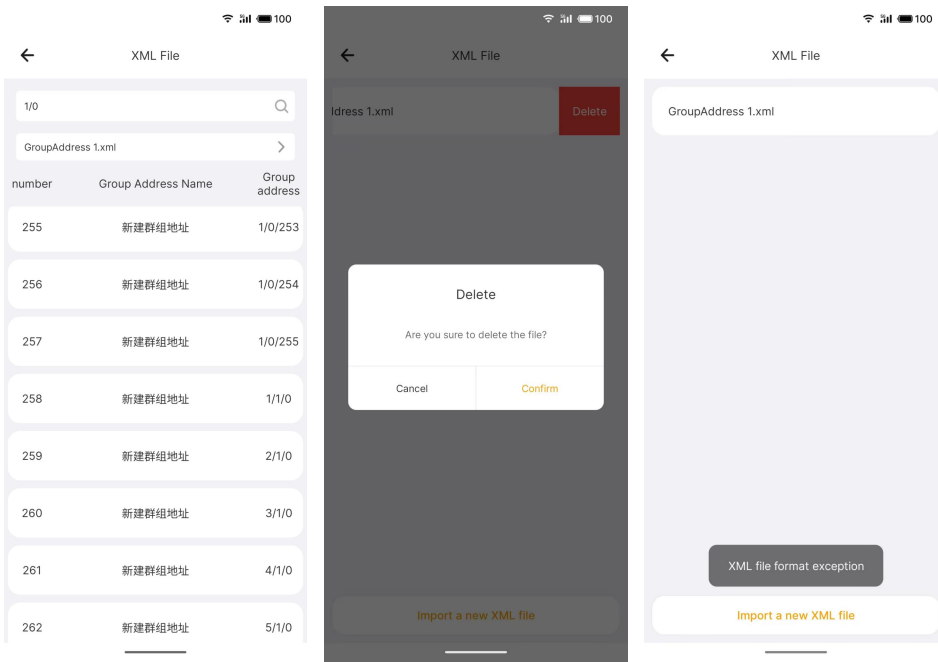 100
XML File
1/0
GroupAddress 1.xml
number Group Address Name Group address
255 新建群组地址 1/0/253
256 新建群组地址 1/0/254
257 新建群组地址 1/0/255
258 新建群组地址 1/1/0
259 新建群组地址 2/1/0
260 新建群组地址 3/1/0
261 新建群组地址 4/1/0
262 新建群组地址 5/1/0
100
XML File
ldress 1.xml Delete
Delete
Are you sure to delete the file?
Cancel Confirm
Import a new XML file
100
XML File
GroupAddress 1.xml
XML file format exception
Import a new XML file